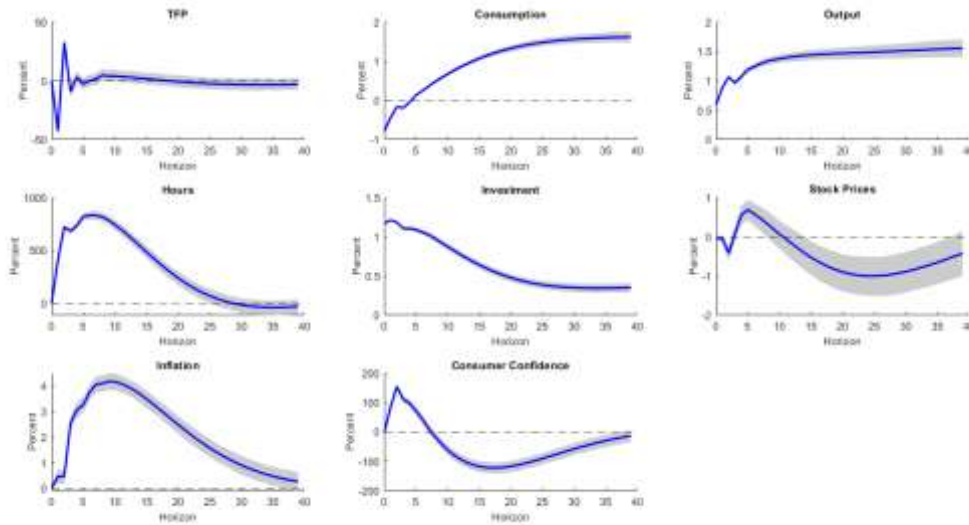 TFP
Percent
50
0
-50
0 5 10 15 20 25 30 35 40
Horizon
Consumption
Percent
2
1
0
-1
0 5 10 15 20 25 30 35 40
Horizon
Output
Percent
2
1.5
1
0.5
0
0 5 10 15 20 25 30 35 40
Horizon
Hours
Percent
1000
500
0
0 5 10 15 20 25 30 35 40
Horizon
Investment
Percent
1.5
1
0.5
0
0 5 10 15 20 25 30 35 40
Horizon
Stock Prices
Percent
1
0
-1
-2
0 5 10 15 20 25 30 35 40
Horizon
Inflation
Percent
4
3
2
1
0
0 5 10 15 20 25 30 35 40
Horizon
Consumer Confidence
Percent
200
100
0
-100
-200
0 5 10 15 20 25 30 35 40
Horizon